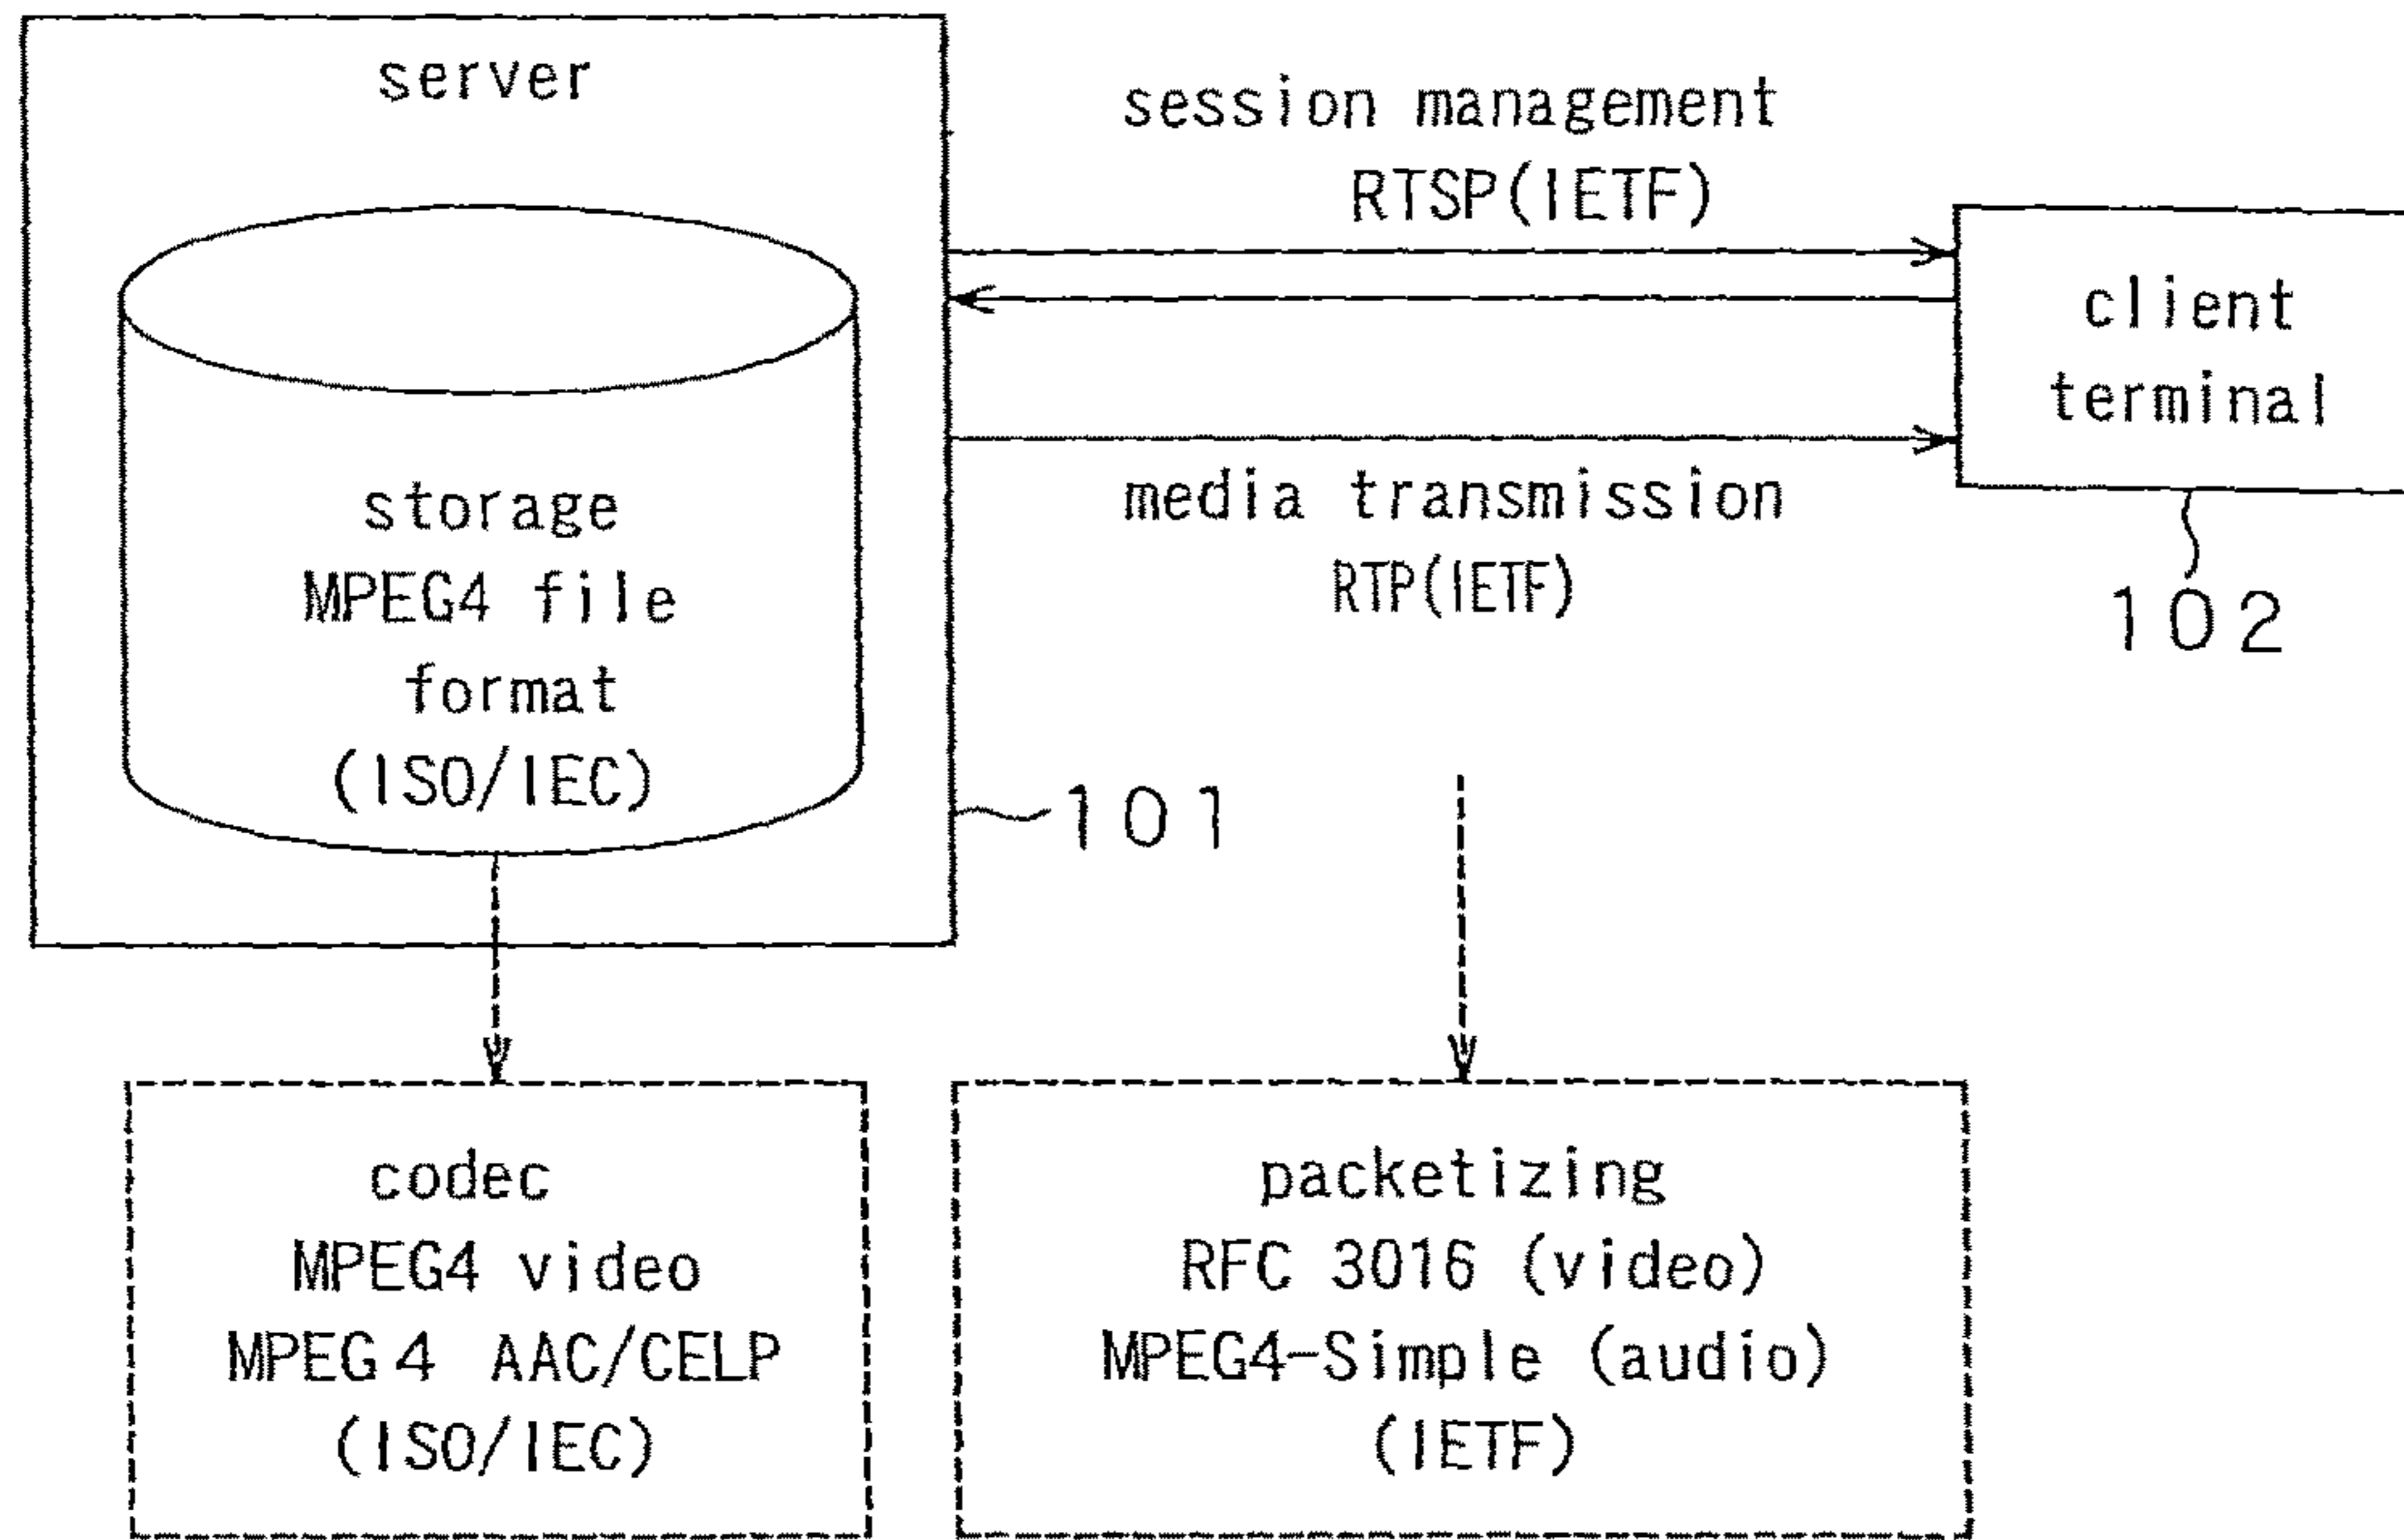 server
storage
MPEG4 file
format
(ISO/IEC)
101
session management
RTSP(IETF)
media transmission
RTP(IETF)
client
terminal
102
codec
MPEG4 video
MPEG4 AAC/CELP
(ISO/IEC)
packetizing
RFC 3016 (video)
MPEG4-Simple (audio)
(IETF)